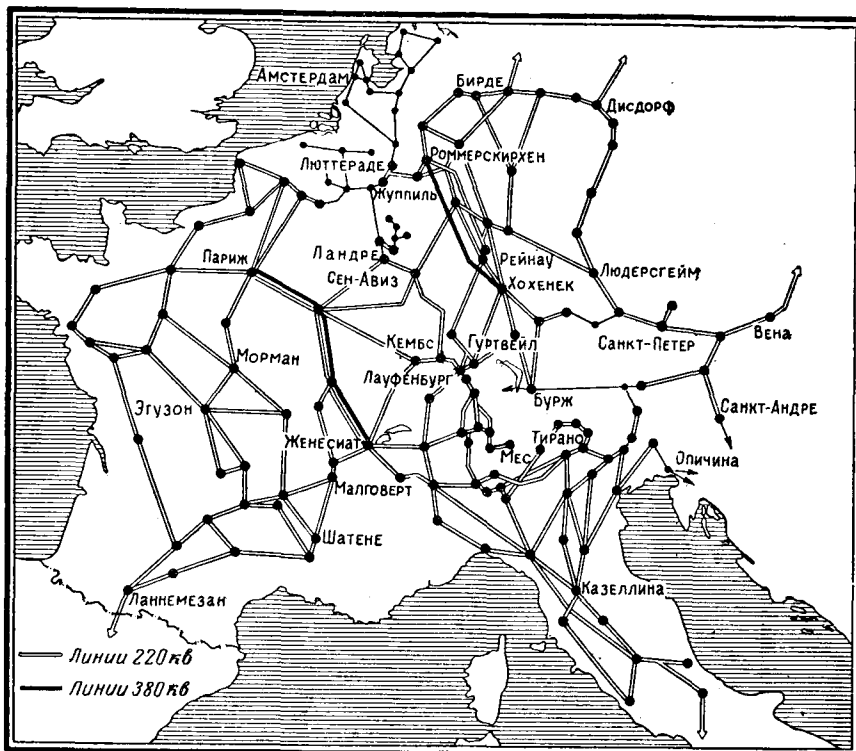 Амстердам
Бирде
Дисдорф
Роммерскирхен
Люттераде
Жуппиль
Ландре
Сен-Авиз
Париж
Рейнау
Хохенек
Людерсгейм
Кембс
Гуртвейл
Санкт-Петер
Вена
Морман
Лауфенбург
Бурж
Санкт-Андре
Эгузон
Женесиат
Мес
Тирано
Опичина
Малговерт
Шатене
Казеллина
Ланнемезан
Линии 220 кв
Линии 380 кв